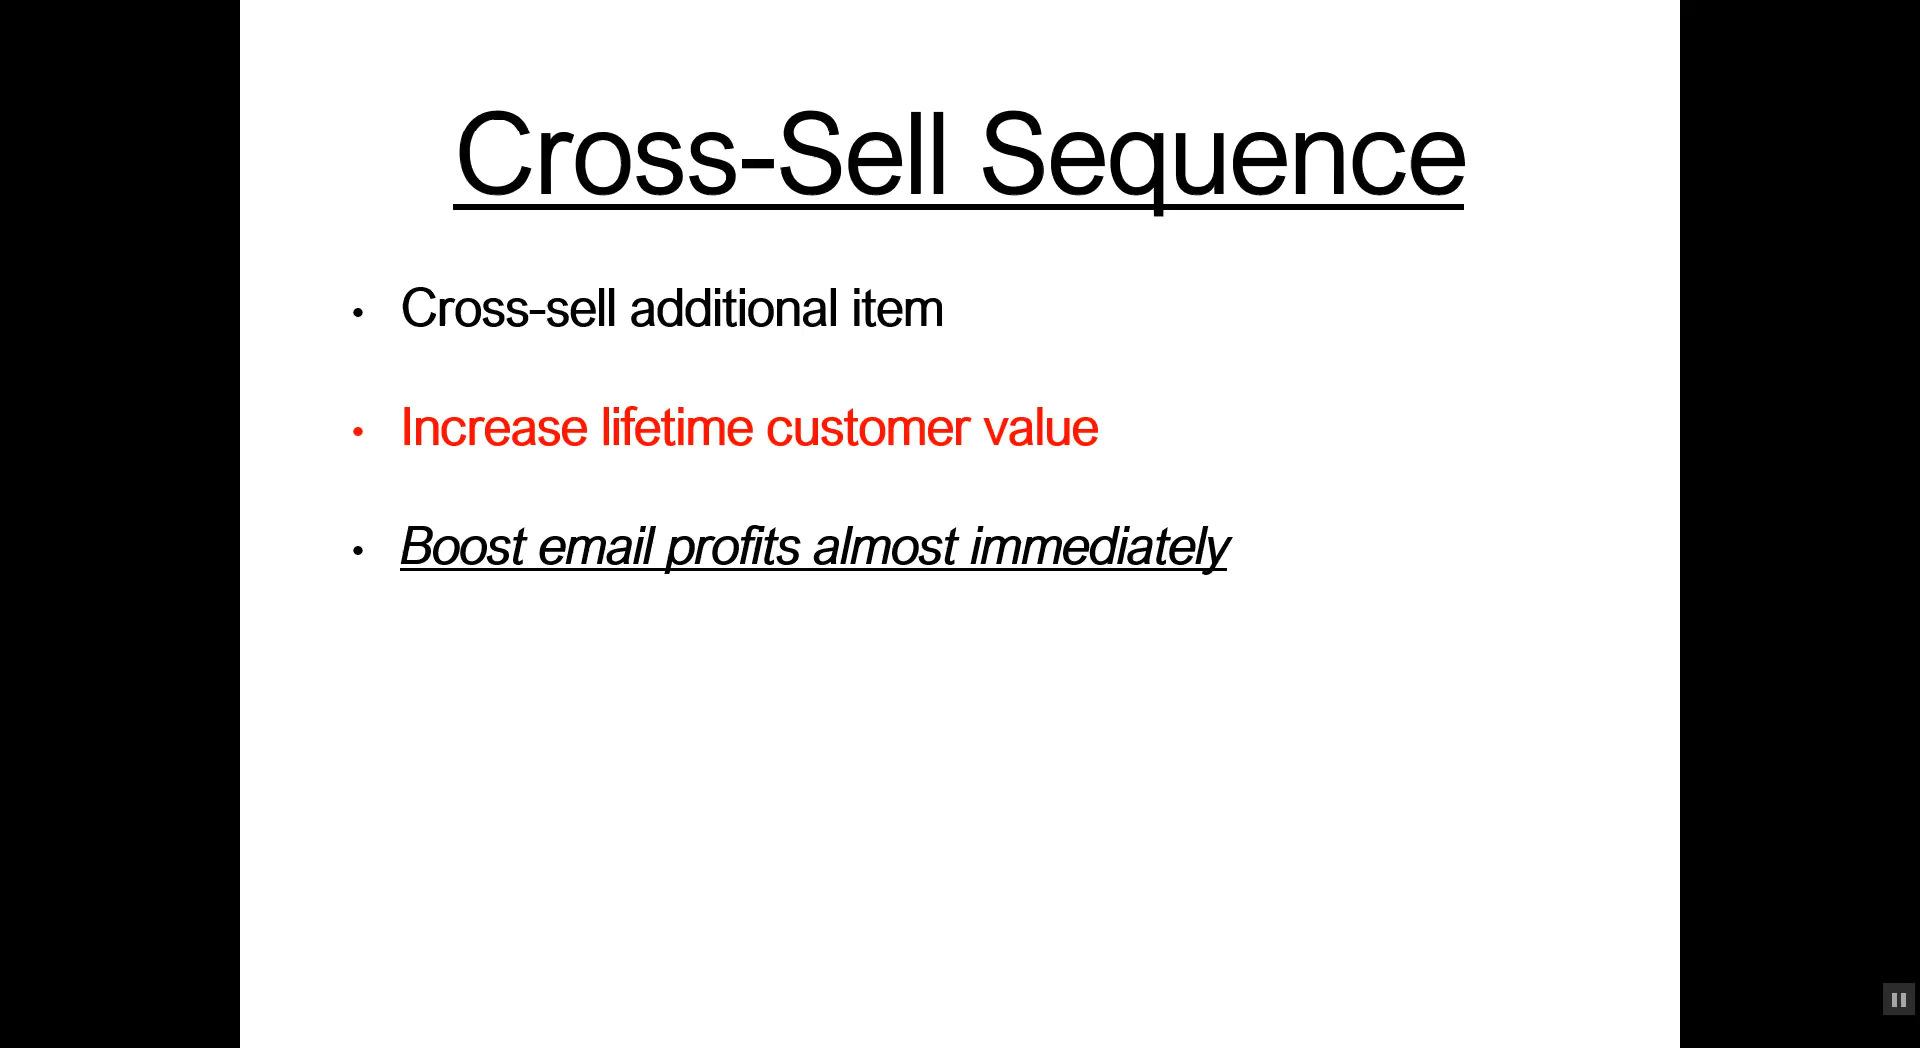 Cross-Sell Sequence
• Cross-sell additional item
• Increase lifetime customer value
• Boost email profits almost immediately